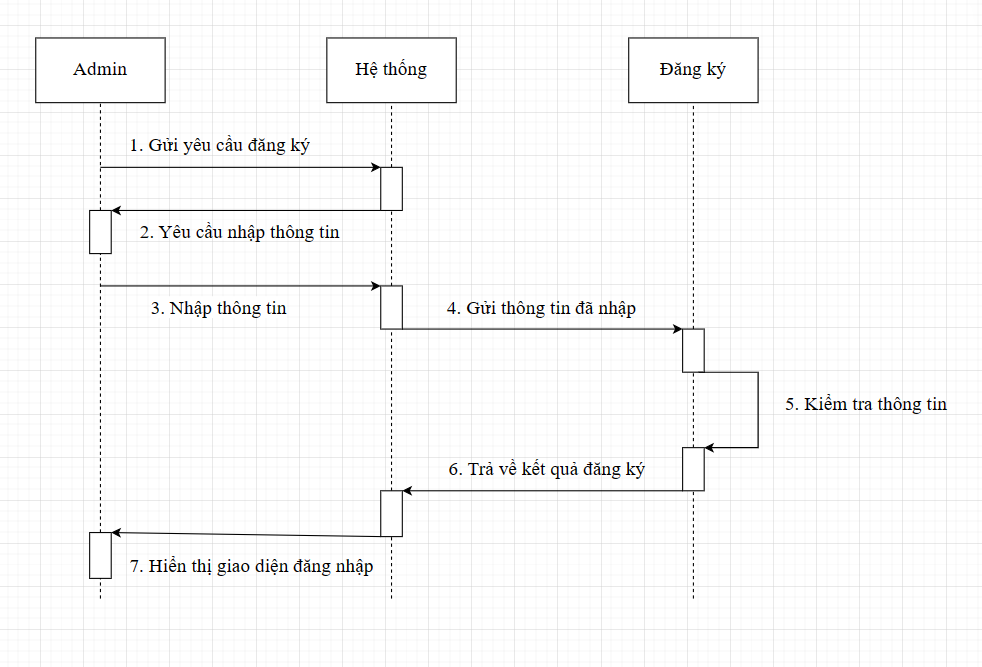 Admin
Hệ thống
Đăng ký
1. Gửi yêu cầu đăng ký
2. Yêu cầu nhập thông tin
3. Nhập thông tin
4. Gửi thông tin đã nhập
5. Kiểm tra thông tin
6. Trả về kết quả đăng ký
7. Hiển thị giao diện đăng nhập